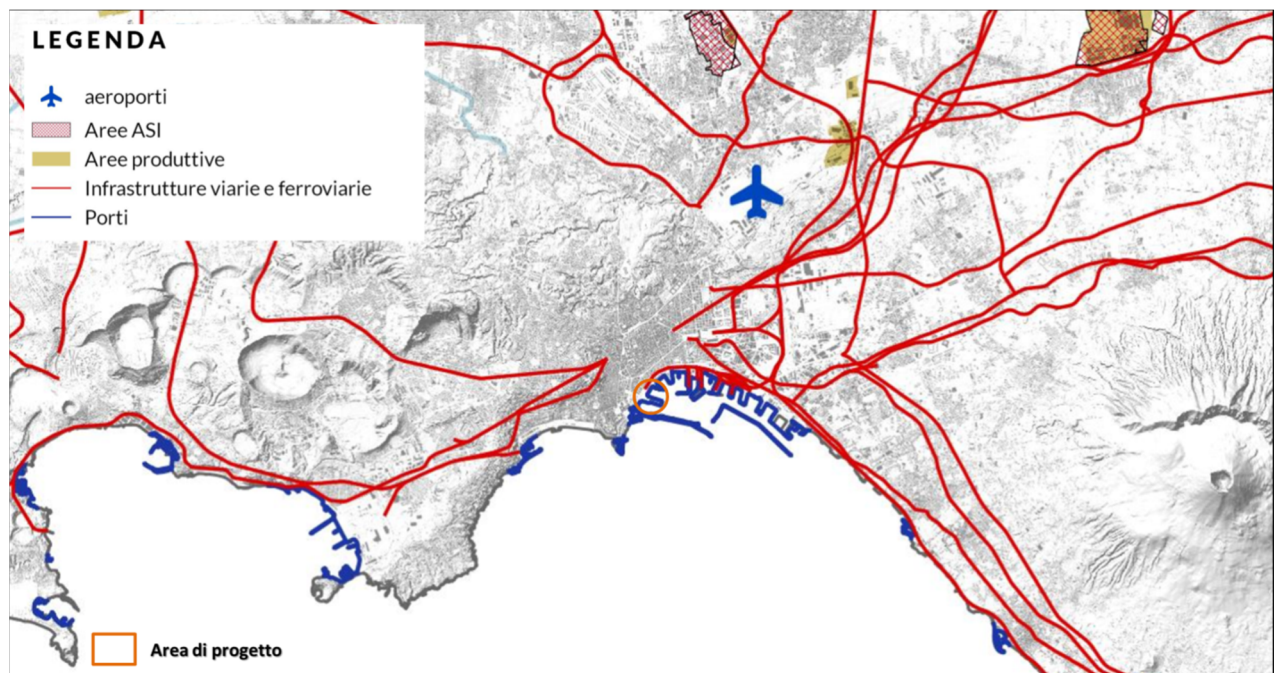 LEGENDA
aeroporti
Aree ASI
Aree produttive
Infrastrutture viarie e ferroviarie
Porti
Area di progetto